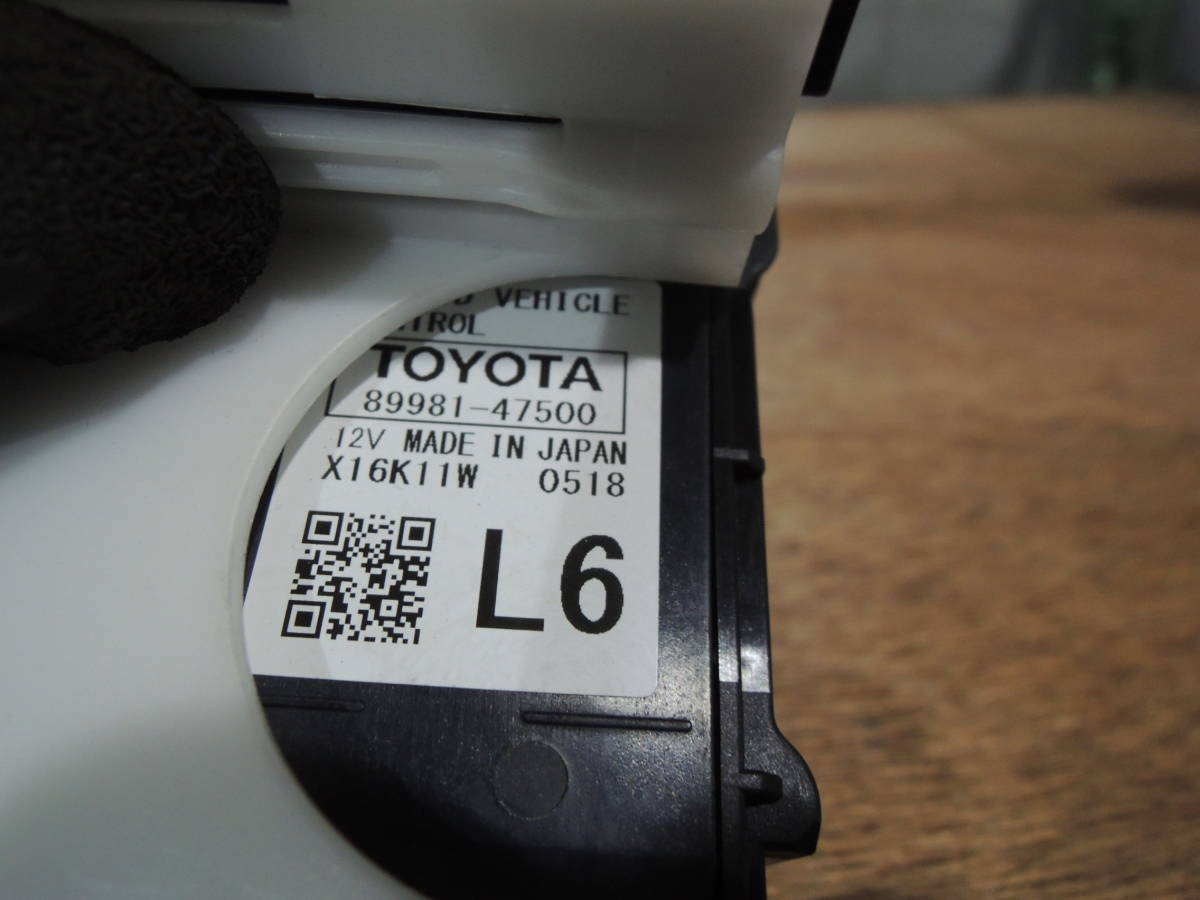 VEHICLE
TOYOTA
89981-47500
12V MADE IN JAPAN
X16K11W 0518
L6